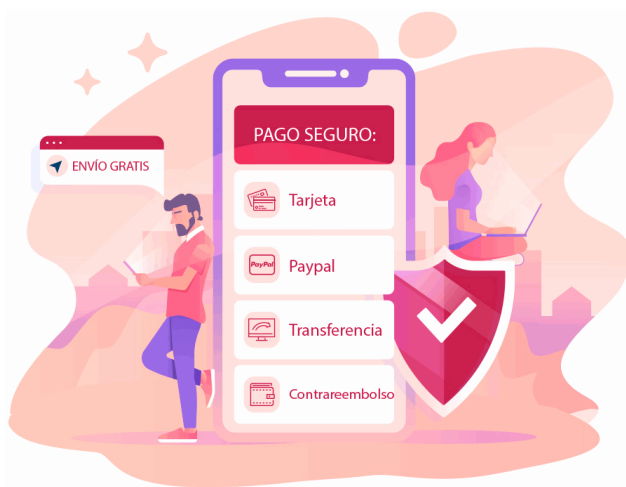 PAGO SEGURO:
ENVÍO GRATIS
Tarjeta
PayPal
Paypal
Transferencia
Contrareembolso